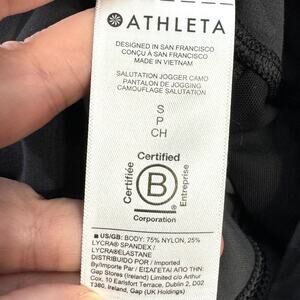 ATHLETA
DESIGNED IN SAN FRANCISCO
CONÇU À SAN FRANCISCO
MADE IN VIETNAM
SALUTATION JOGGER CAMO
PANTALON DE JOGGING
CAMOUFLAGE SALUTATION
S
P
CH
Certified
Certifiée
B
Entreprise
Corporation
US/GB: BODY: 75% NYLON, 25%
LYCRA® SPANDEX /
LYCRA®ELASTANE
DISTRIBUIDO POR / Imported
By/Importe Par / ΕΙΣΑΓΕΤΑΙ ΑΠΟ ΤΗΝ:
Gap Stores (Ireland) Limited /
Cox, 10 Earlsfort Terrace, Dublin 2, D02
T380, Ireland, Gap (UK Holdings)